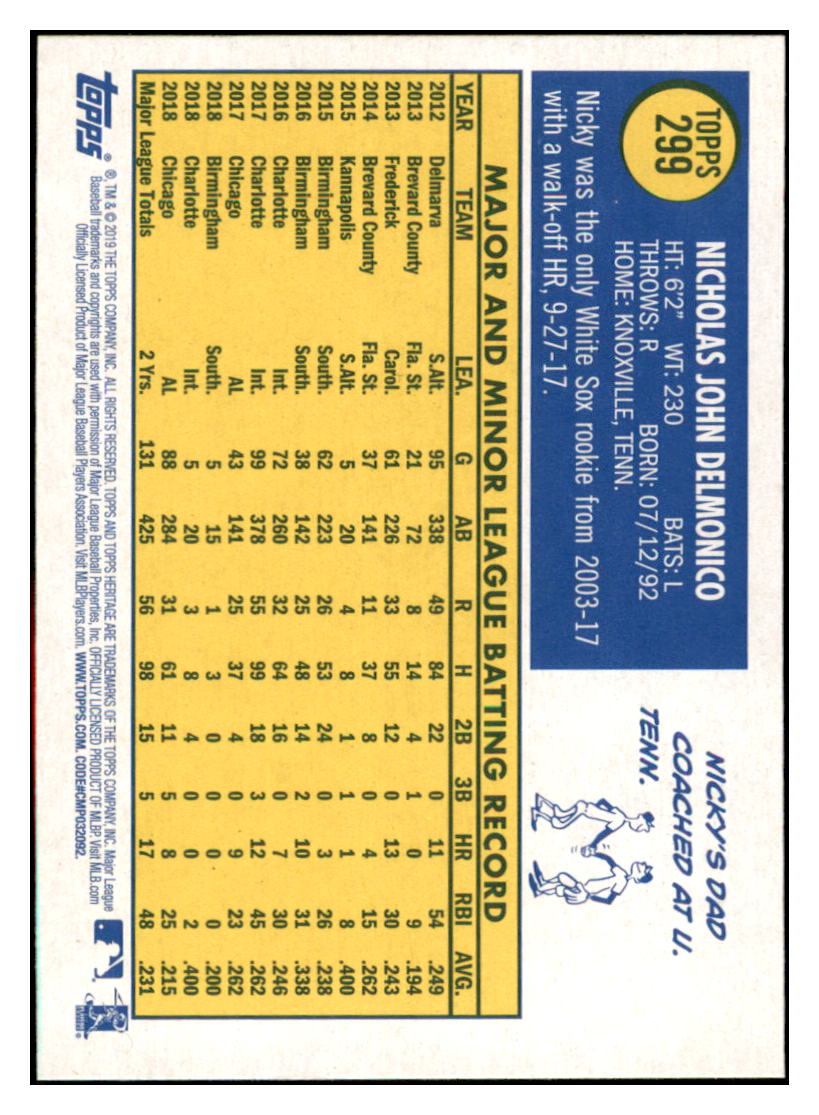 TOPPS
299
NICHOLAS JOHN DELMONICO
HT: 6'2" WT: 230 BATS: L
THROWS: R BORN: 07/12/92
HOME: KNOXVILLE, TENN.
Nicky was the only White Sox rookie from 2003-17
with a walk-off HR, 9-27-17.
NICKY'S DAD
COACHED AT U.
TENN.
MAJOR AND MINOR LEAGUE BATTING RECORD
YEAR TEAM LEA. G AB R H 2B 3B HR RBI AVG.
2012 Delmarva S.Alt. 95 338 49 84 22 0 11 54 .249
2013 Brevard County Fla. St. 21 72 8 14 4 1 0 9 .194
2013 Frederick Carol. 61 226 33 55 12 0 13 30 .243
2014 Brevard County Fla. St. 37 141 11 37 8 0 4 15 .262
2015 Kannapolis S.Alt. 5 20 4 8 1 1 1 8 .400
2015 Birmingham South. 62 223 26 53 24 0 3 26 .238
2016 Birmingham South. 38 142 25 48 14 2 10 31 .338
2016 Charlotte Int. 72 260 32 64 16 0 7 30 .246
2017 Charlotte Int. 99 378 55 99 18 3 12 45 .262
2017 Chicago AL 43 141 25 37 4 0 9 23 .262
2018 Birmingham South. 5 15 1 3 0 0 0 0 .200
2018 Charlotte Int. 5 20 3 8 4 0 0 2 .400
2018 Chicago AL 88 284 31 61 11 5 8 25 .215
Major League Totals 2 Yrs. 131 425 56 98 15 5 17 48 .231
topps ®
®, TM & © 2019 THE TOPPS COMPANY, INC. ALL RIGHTS RESERVED. TOPPS AND TOPPS HERITAGE ARE TRADEMARKS OF THE TOPPS COMPANY, INC. Major League
Baseball trademarks and copyrights are used with permission of Major League Baseball Properties, Inc. OFFICIALLY LICENSED PRODUCT OF MLBP. Visit MLB.com
Officially Licensed Product of Major League Baseball Players Association. Visit MLBPlayers.com. WWW.TOPPS.COM. CODE#CMP032092.